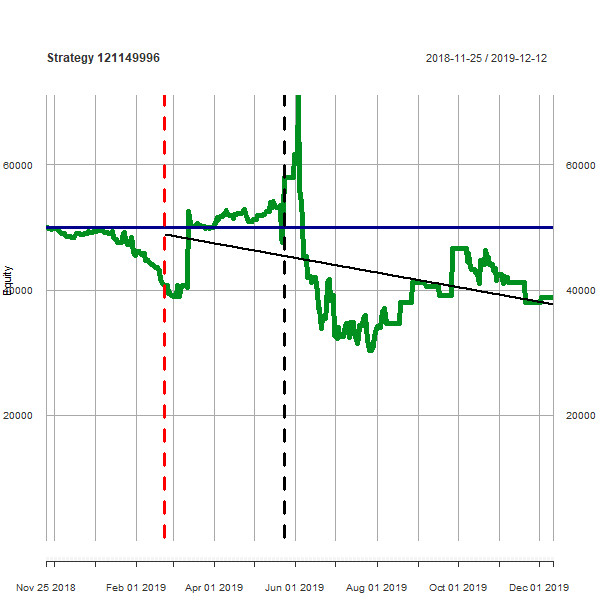 Strategy 121149996
2018-11-25 / 2019-12-12
60000
60000
Equity
40000
40000
20000
20000
Nov 25 2018
Feb 01 2019
Apr 01 2019
Jun 01 2019
Aug 01 2019
Oct 01 2019
Dec 01 2019